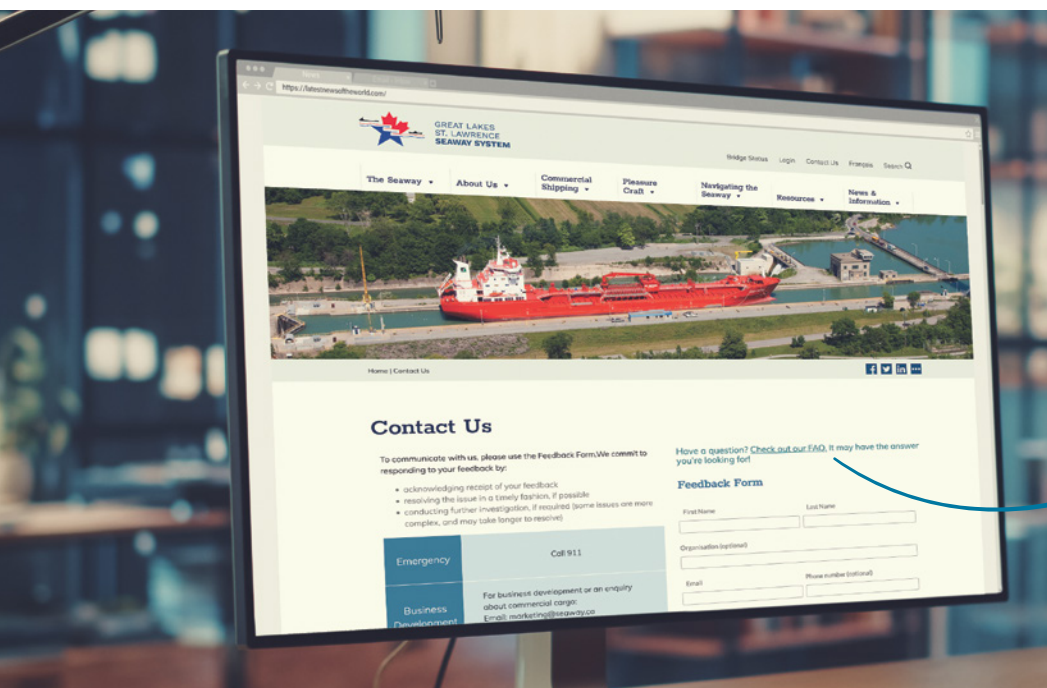 News
https://latestnewsoftheworld.com/
GREAT LAKES
ST. LAWRENCE
SEAWAY SYSTEM
Bridge Status Login Contact Us Français Search
The Seaway About Us Commercial Shipping Pleasure Craft Navigating the Seaway Resources News & Information
Home | Contact Us
Contact Us
To communicate with us, please use the Feedback Form,We commit to
responding to your feedback by:
• acknowledging receipt of your feedback
• resolving the issue in a timely fashion, if possible
• conducting further investigation, if required (some issues are more
complex, and may take longer to resolve)
Emergency Call 911
Business
Development
For business development or an enquiry
about commercial cargo:
Email: marketing@seaway.ca
Have a question? Check out our FAQ. It may have the answer
you're looking for!
Feedback Form
First Name Last Name
Organisation (optional)
Email Phone number (optional)